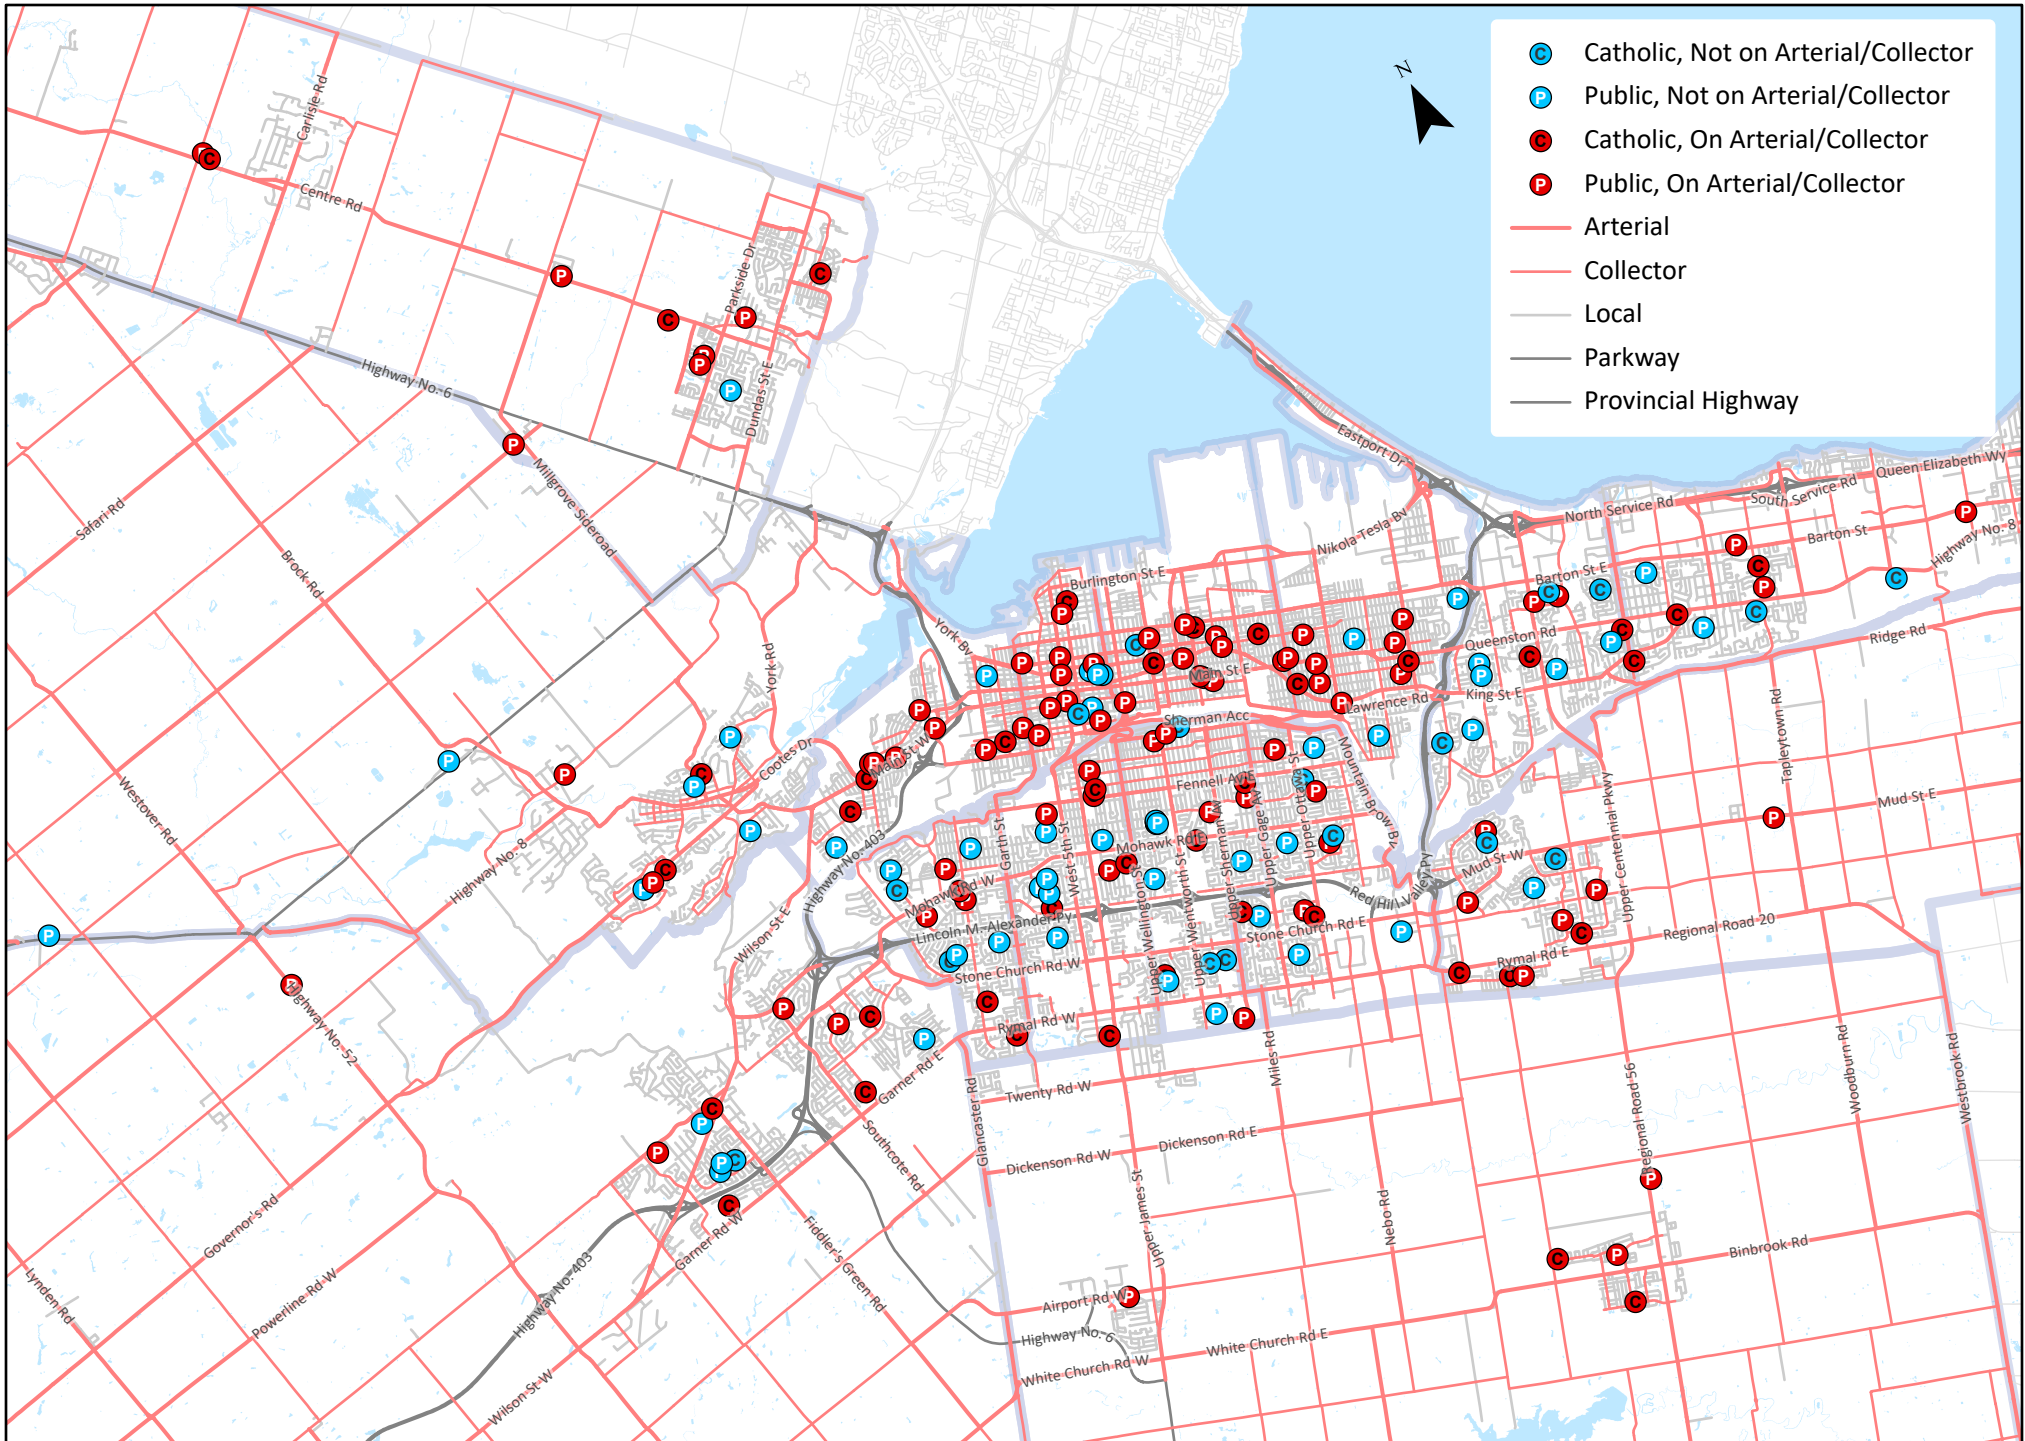 N
C Catholic, Not on Arterial/Collector
P Public, Not on Arterial/Collector
C Catholic, On Arterial/Collector
P Public, On Arterial/Collector
Arterial
Collector
Local
Parkway
Provincial Highway
Carlisle Rd
Centre Rd
Parkside Dr
Highway No. 6
Dundas St E
Millgrove Sideroad
Safari Rd
Brock Rd
Eastport Dr
Nikola Tesla Bv
Burlington St E
York Bv
York Rd
North Service Rd
South Service Rd
Queen Elizabeth Wy
Barton St
Highway No. 8
Barton St E
Queenston Rd
Ridge Rd
King St E
Lawrence Rd
Main St E
Sherman Acc
Main St W
Cootes Dr
Fennell Av E
Mountain Brow Bv
Upper Ottawa St
Upper Gage Av
Upper Sherman Av
Upper Wentworth St
Upper Wellington St
Mohawk Rd E
West 5th St
Garth St
Mohawk Rd W
Lincoln M. Alexander Py
Red Hill Valley Py
Stone Church Rd E
Stone Church Rd W
Mud St W
Mud St E
Tapleytown Rd
Upper Centennial Pkwy
Regional Road 20
Rymal Rd E
Rymal Rd W
Westover Rd
Highway No. 8
Highway No. 403
Wilson St E
Highway No. 52
Garner Rd E
Glancaster Rd
Twenty Rd W
Miles Rd
Dickenson Rd E
Dickenson Rd W
Southcote Rd
Fiddler's Green Rd
Garner Rd W
Governor's Rd
Powerline Rd W
Lynden Rd
Highway No. 403
Wilson St W
Upper James St
Airport Rd W
Highway No. 6
White Church Rd W
White Church Rd E
Nebo Rd
Regional Road 56
Woodburn Rd
Westbrook Rd
Binbrook Rd